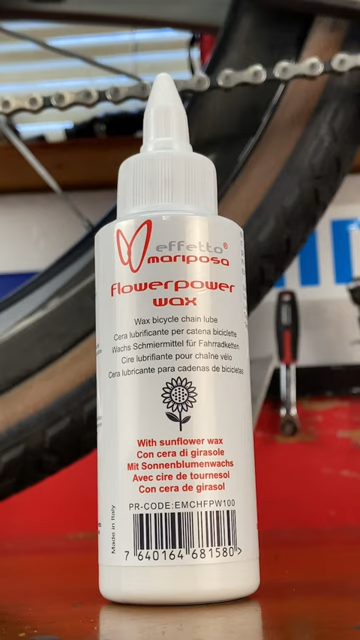 effetto®
mariposa
flowerpower
wax
Wax bicycle chain lube
Cera lubrificante per catena biciclette
Wachs Schmiermittel für Fahrradketten
Cire lubrifiante pour chaîne vélo
Cera lubricante para cadenas de bicicletas
With sunflower wax
Con cera di girasole
Mit Sonnenblumenwachs
Avec cire de tournesol
Con cera de girasol
PR-CODE:EMCHFPW100
Made in Italy
7 640164 681580 >